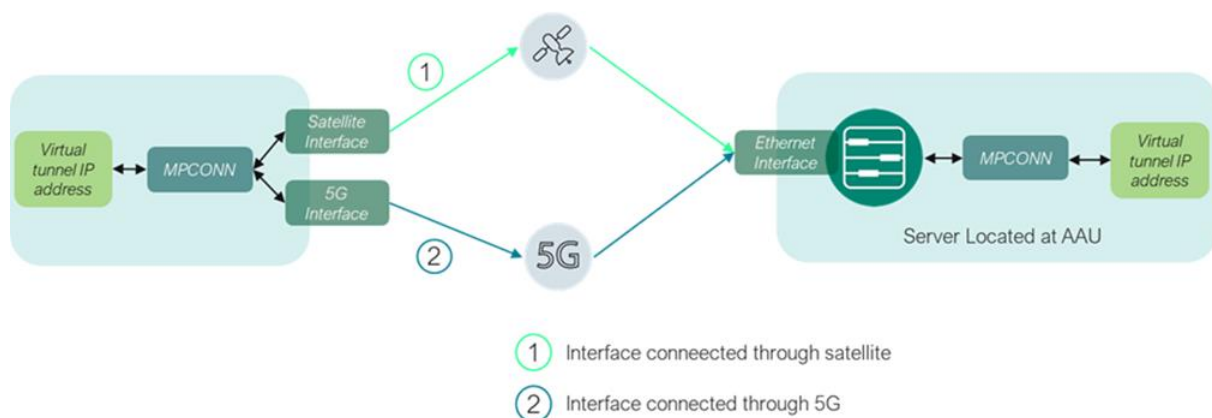 1
Satellite
Interface
Virtual
tunnel IP
address
MPCONN
5G
Interface
2
5G
Ethernet
Interface
MPCONN
Virtual
tunnel IP
address
Server Located at AAU
1 Interface conneected through satellite
2 Interface connected through 5G